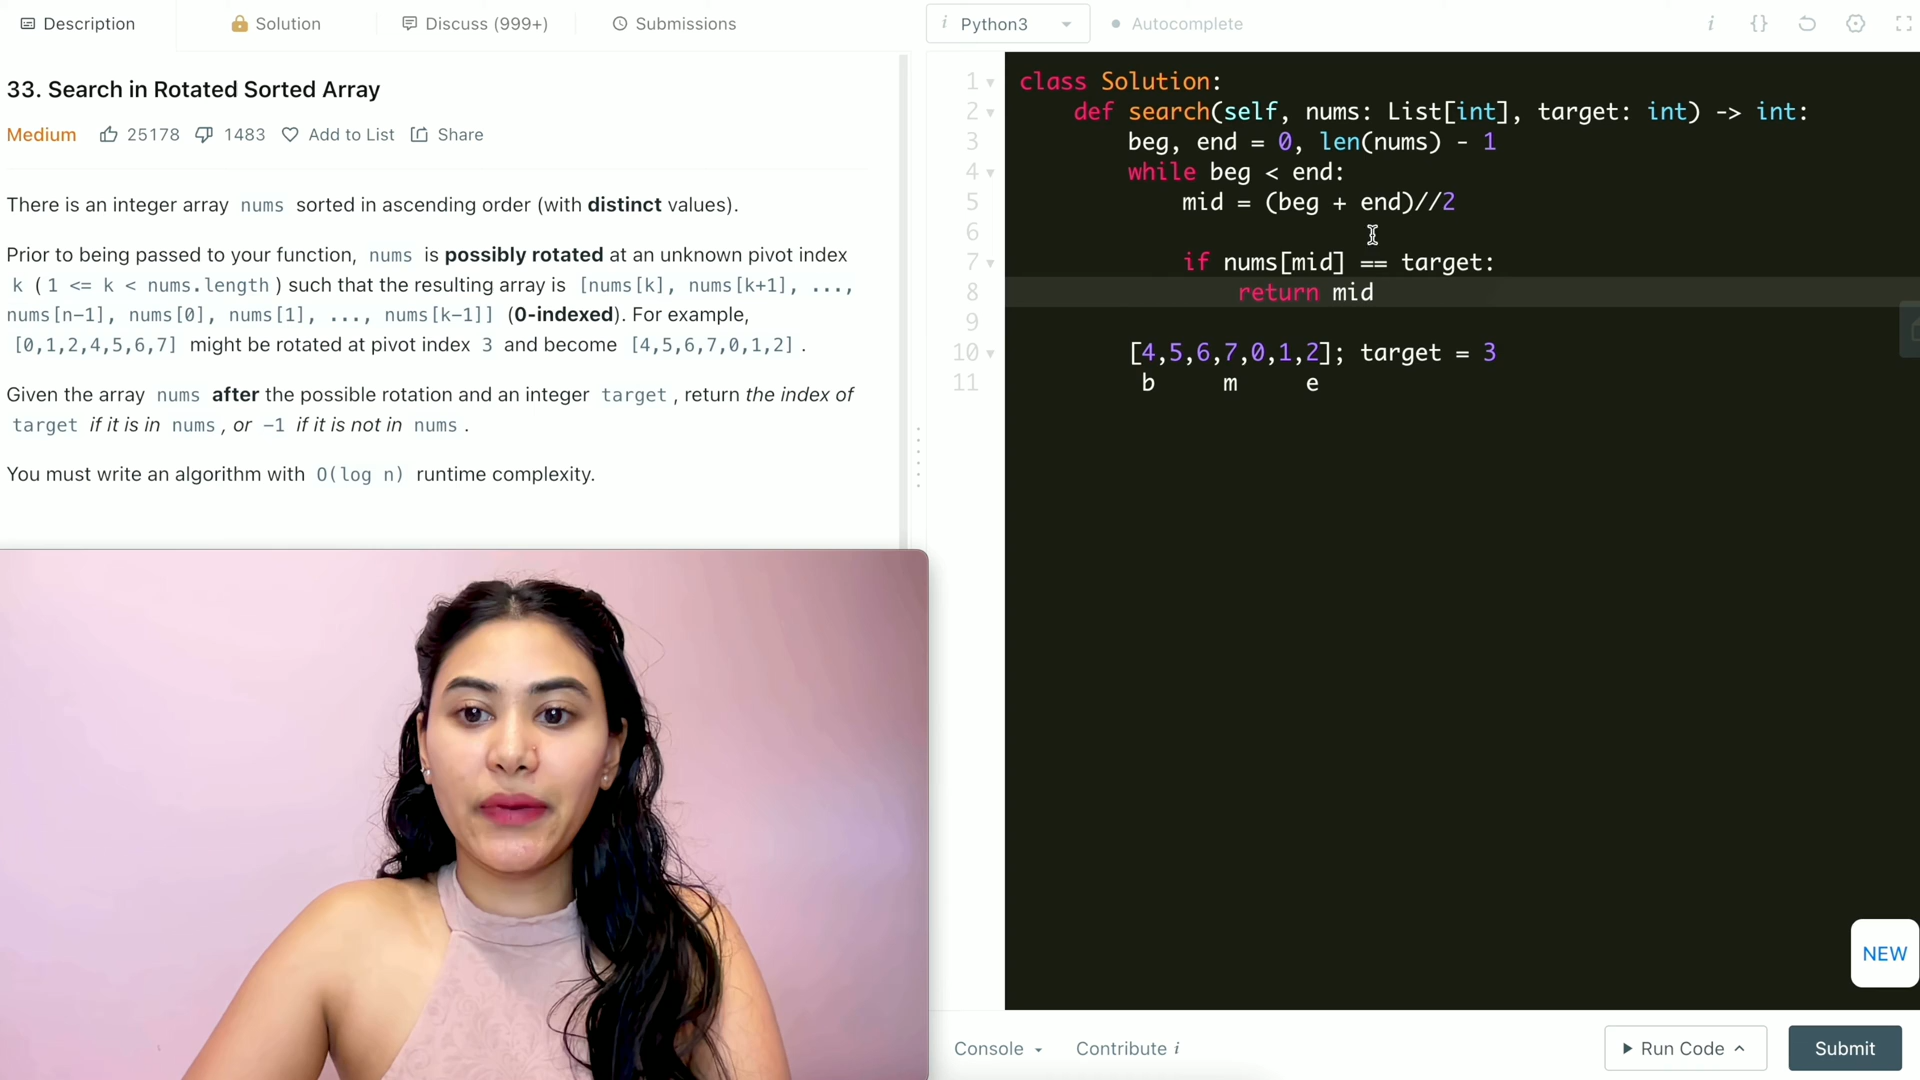 Description
Solution
Discuss (999+)
Submissions
i Python3
Autocomplete
i {}
33. Search in Rotated Sorted Array
Medium 25178 1483 Add to List Share
There is an integer array nums sorted in ascending order (with distinct values).
Prior to being passed to your function, nums is possibly rotated at an unknown pivot index
k (1 <= k < nums.length) such that the resulting array is [nums[k], nums[k+1], ...,
nums[n-1], nums[0], nums[1], ..., nums[k-1]] (0-indexed). For example,
[0,1,2,4,5,6,7] might be rotated at pivot index 3 and become [4,5,6,7,0,1,2].
Given the array nums after the possible rotation and an integer target, return the index of
target if it is in nums, or -1 if it is not in nums.
You must write an algorithm with O(log n) runtime complexity.
1 class Solution:
2 def search(self, nums: List[int], target: int) -> int:
3 beg, end = 0, len(nums) - 1
4 while beg < end:
5 mid = (beg + end)//2
6
7 if nums[mid] == target:
8 return mid
9
10 [4,5,6,7,0,1,2]; target = 3
11 b m e
NEW
Console
Contribute i
Run Code
Submit